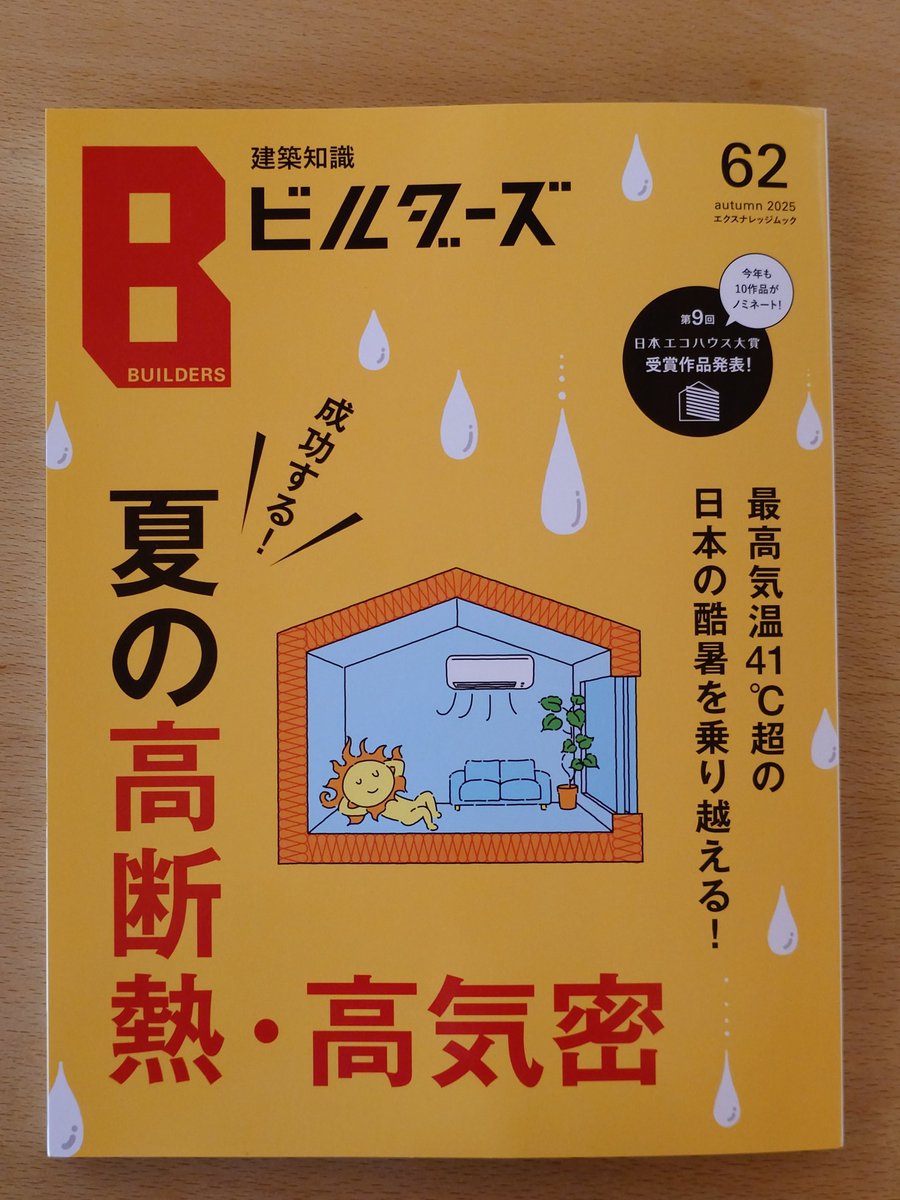 建築知識
ビルダーズ
BUILDERS
62
autumn 2025
エクスナレッジムック
今年も
10作品が
ノミネート!
第9回
日本エコハウス大賞
受賞作品発表!
最高気温41℃超の
日本の酷暑を乗り越える!
成功する!
夏の高断熱・高気密